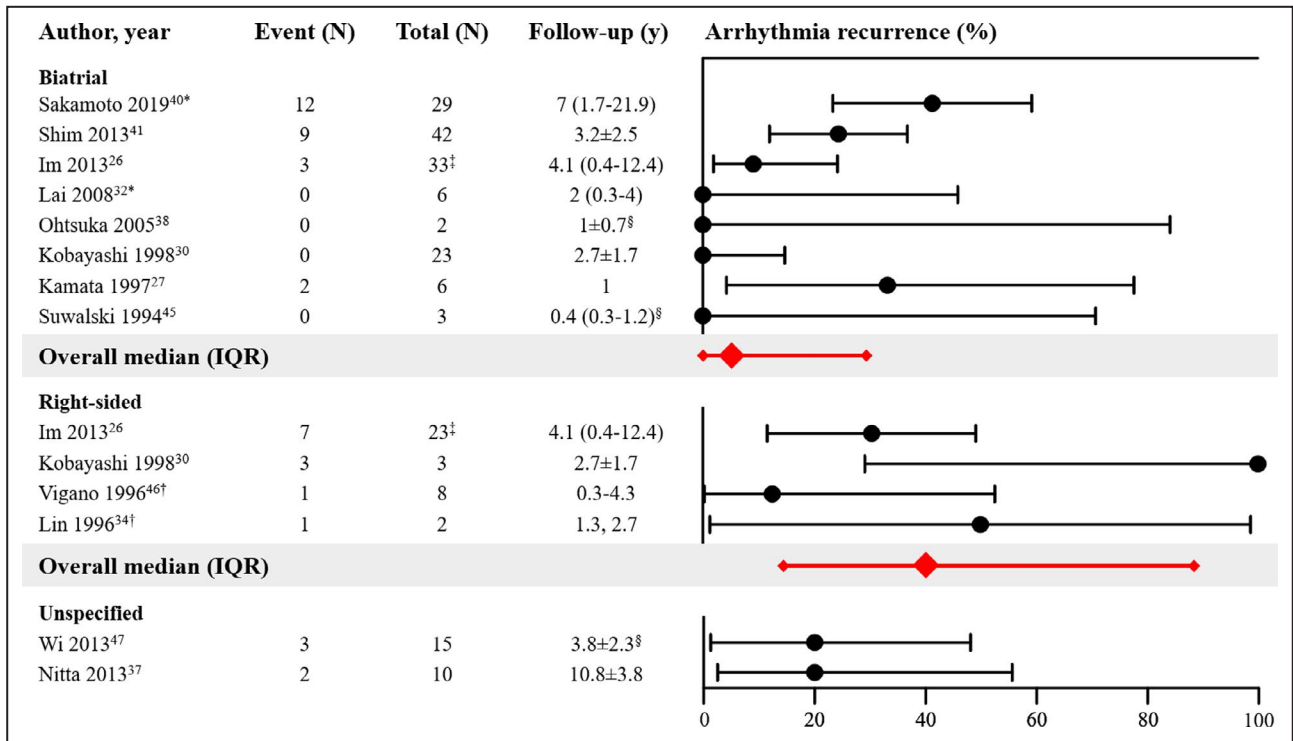 Author, year Event (N) Total (N) Follow-up (y) Arrhythmia recurrence (%)
Biatrial
Sakamoto 2019⁴⁰* 12 29 7 (1.7-21.9)
Shim 2013⁴¹ 9 42 3.2±2.5
Im 2013²⁶ 3 33‡ 4.1 (0.4-12.4)
Lai 2008³²* 0 6 2 (0.3-4)
Ohtsuka 2005³⁸ 0 2 1±0.7§
Kobayashi 1998³⁰ 0 23 2.7±1.7
Kamata 1997²⁷ 2 6 1
Suwalski 1994⁴⁵ 0 3 0.4 (0.3-1.2)§
Overall median (IQR)
Right-sided
Im 2013²⁶ 7 23‡ 4.1 (0.4-12.4)
Kobayashi 1998³⁰ 3 3 2.7±1.7
Vigano 1996⁴⁶† 1 8 0.3-4.3
Lin 1996³⁴† 1 2 1.3, 2.7
Overall median (IQR)
Unspecified
Wi 2013⁴⁷ 3 15 3.8±2.3§
Nitta 2013³⁷ 2 10 10.8±3.8
0 20 40 60 80 100